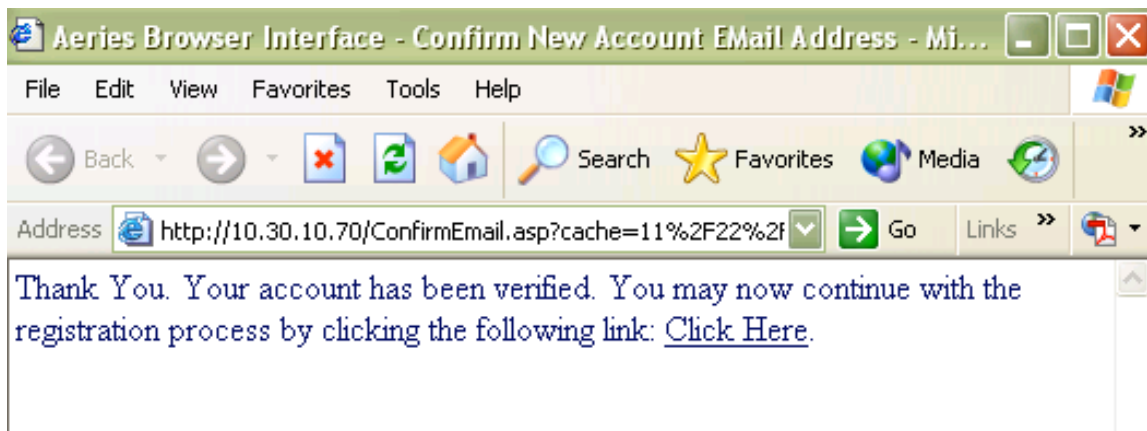 Aeries Browser Interface - Confirm New Account EMail Address - Mi...
File Edit View Favorites Tools Help
Back Search Favorites Media »
Address http://10.30.10.70/ConfirmEmail.asp?cache=11%2F22%2F Go Links »
Thank You. Your account has been verified. You may now continue with the
registration process by clicking the following link: Click Here.